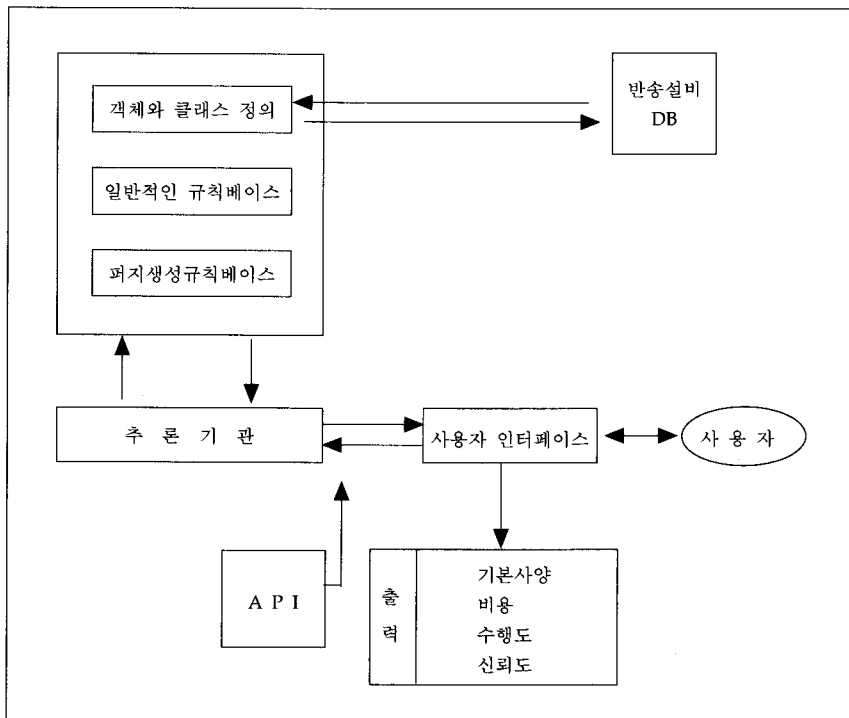 객체와 클래스 정의
반송설비
DB
일반적인 규칙베이스
퍼지생성규칙베이스
추 론 기 관
사용자 인터페이스
사 용 자
A P I
출
력
기본사양
비용
수행도
신뢰도